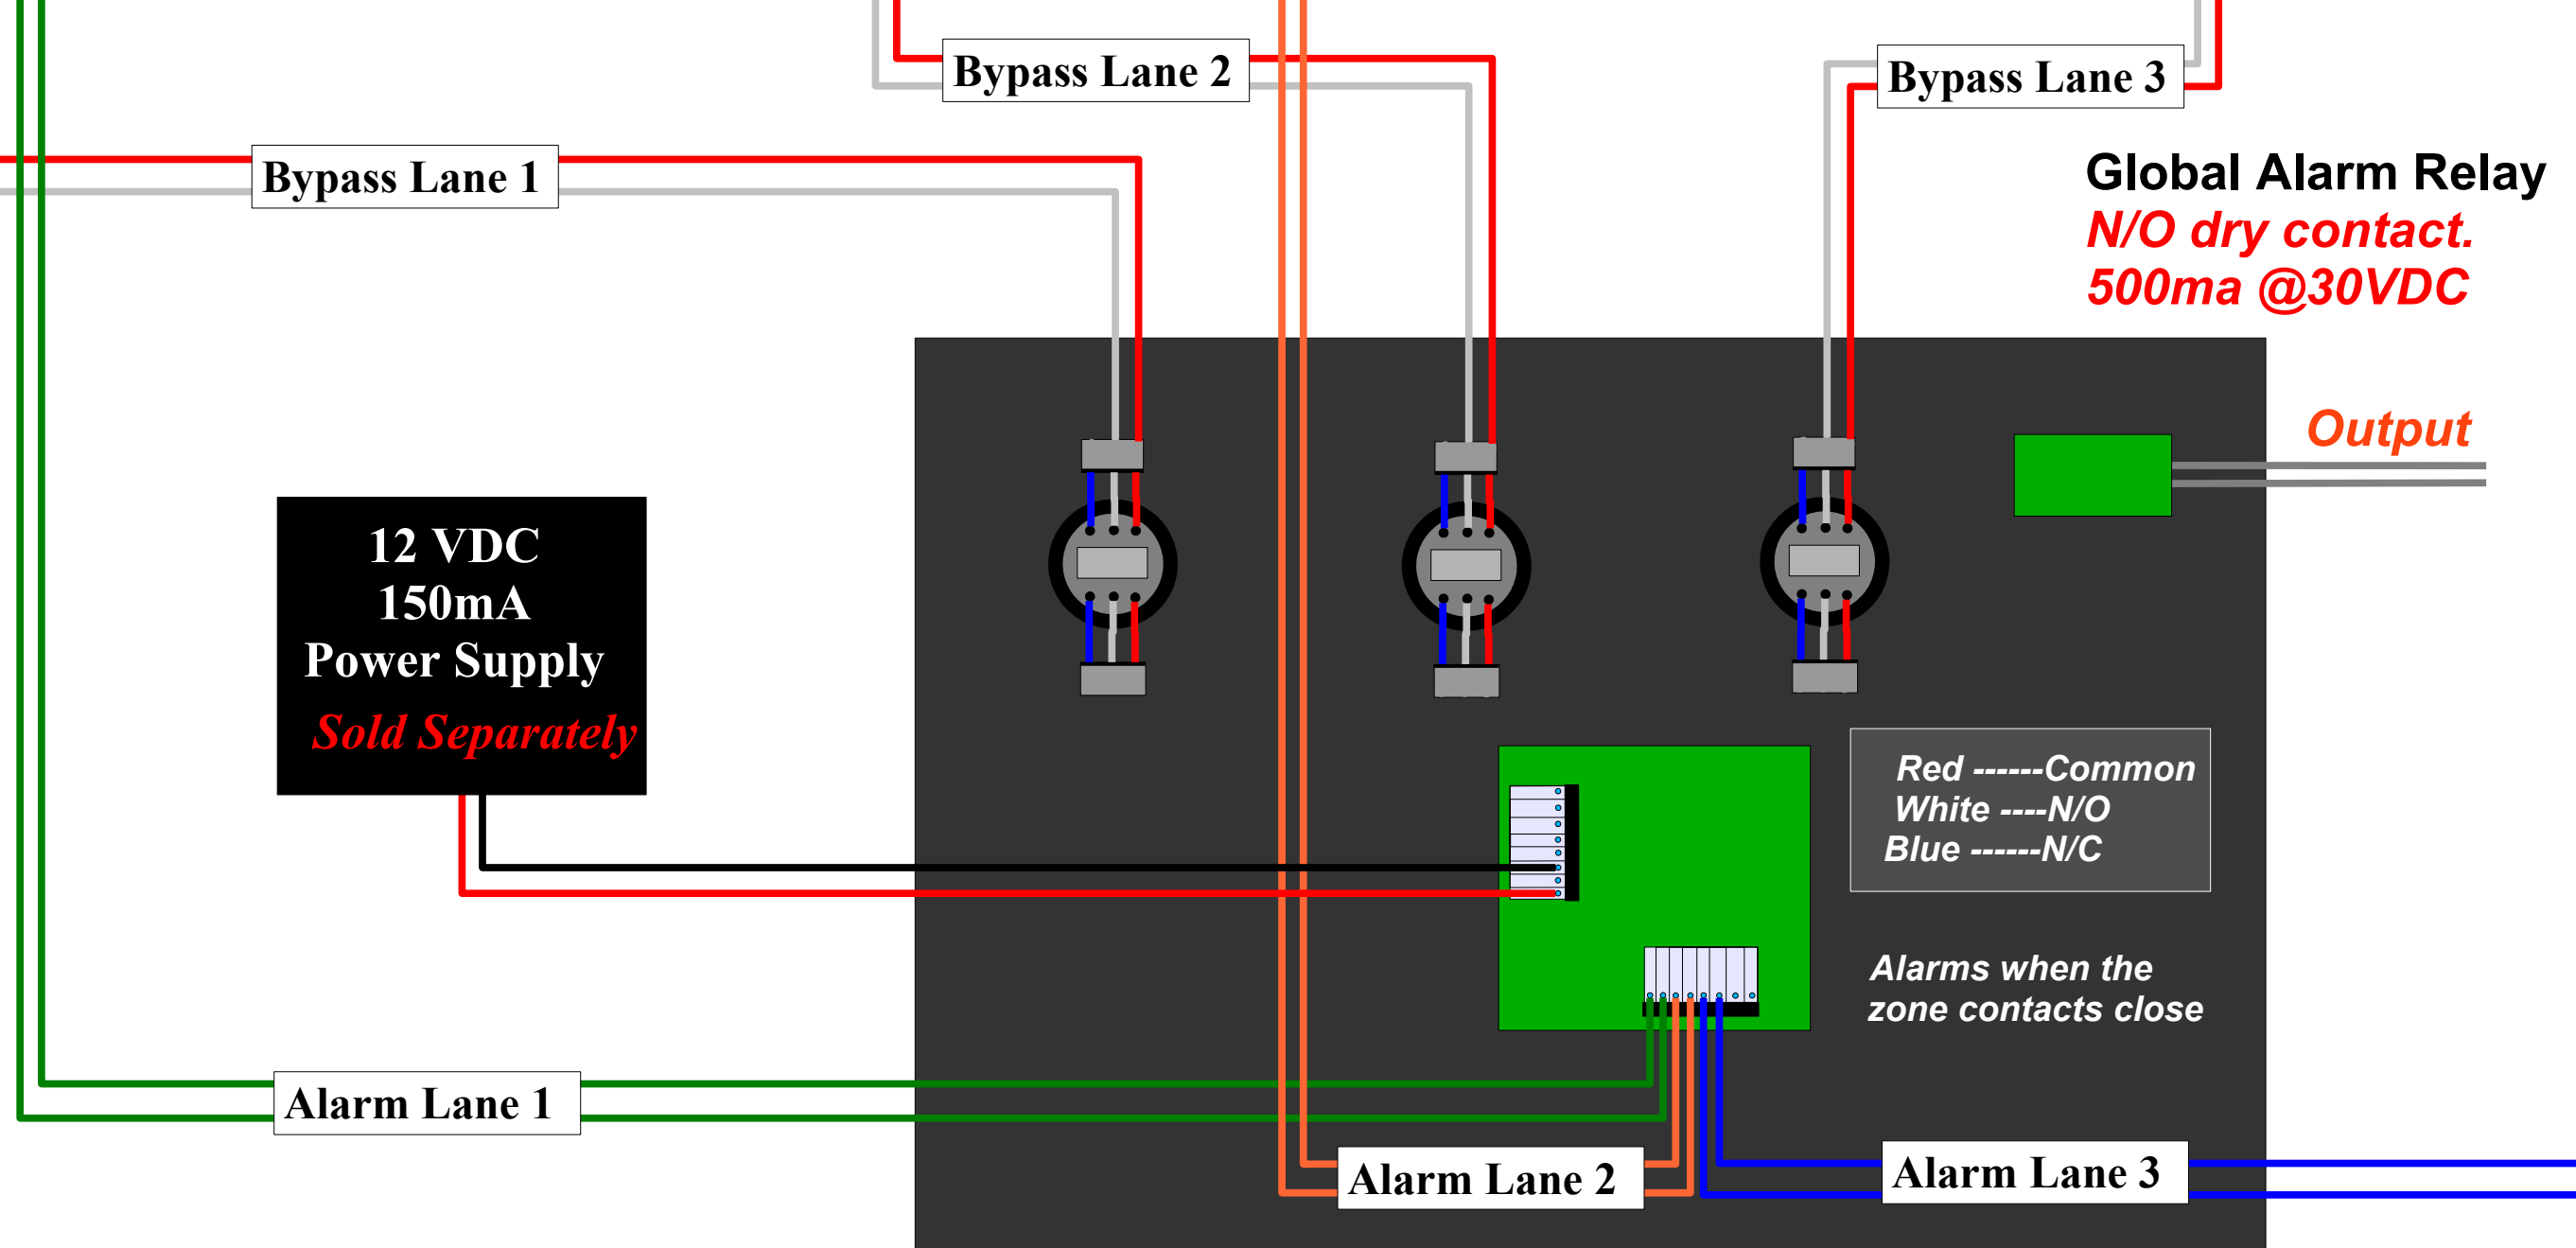 Bypass Lane 2
Bypass Lane 3
Bypass Lane 1
Global Alarm Relay
N/O dry contact.
500ma @30VDC
Output
12 VDC
150mA
Power Supply
Sold Separately
Red ------Common
White ----N/O
Blue ------N/C
Alarms when the
zone contacts close
Alarm Lane 1
Alarm Lane 2
Alarm Lane 3